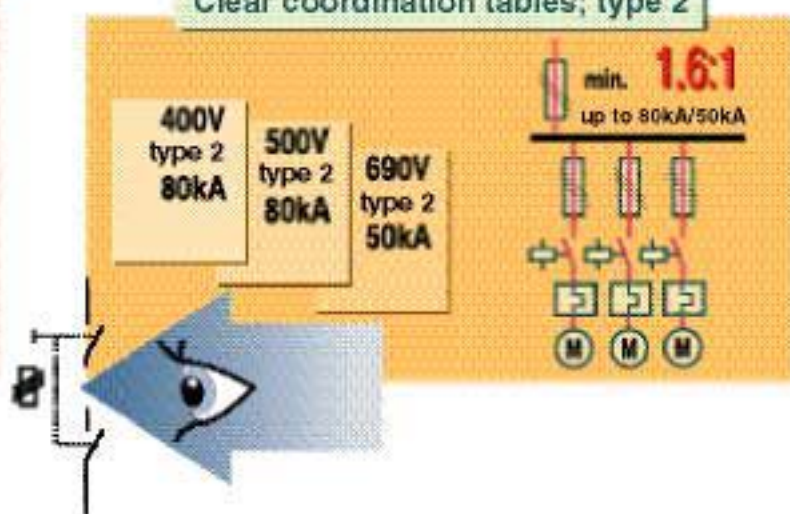 Clear coordination tables, type 2
min. 1.6:1
up to 80kA/50kA
400V
type 2
80kA
500V
type 2
80kA
690V
type 2
50kA
M M M